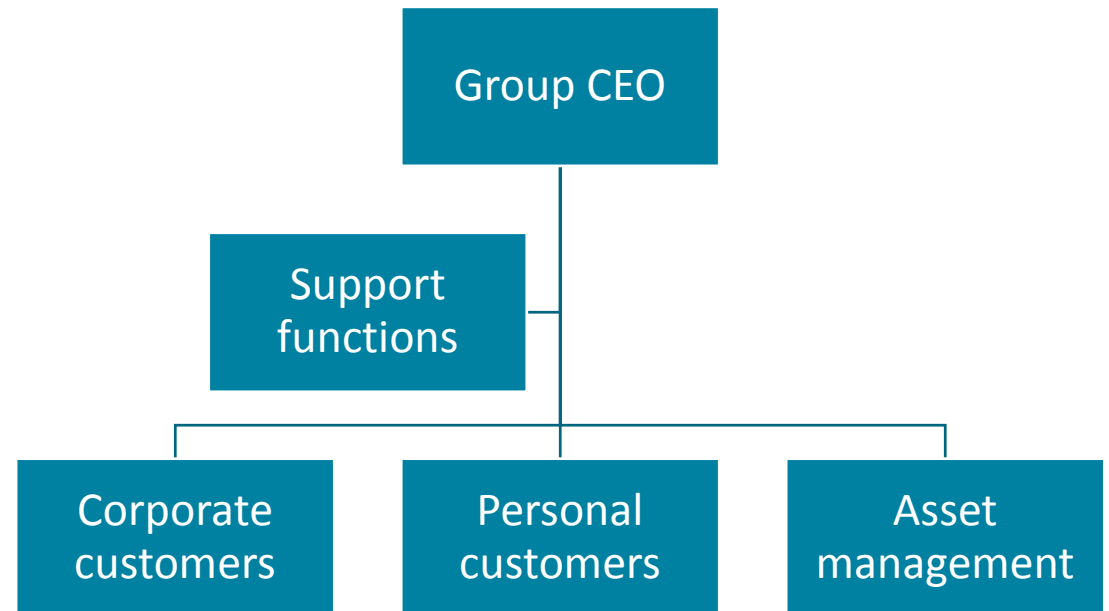 Group CEO
Support
functions
Corporate
customers
Personal
customers
Asset
management